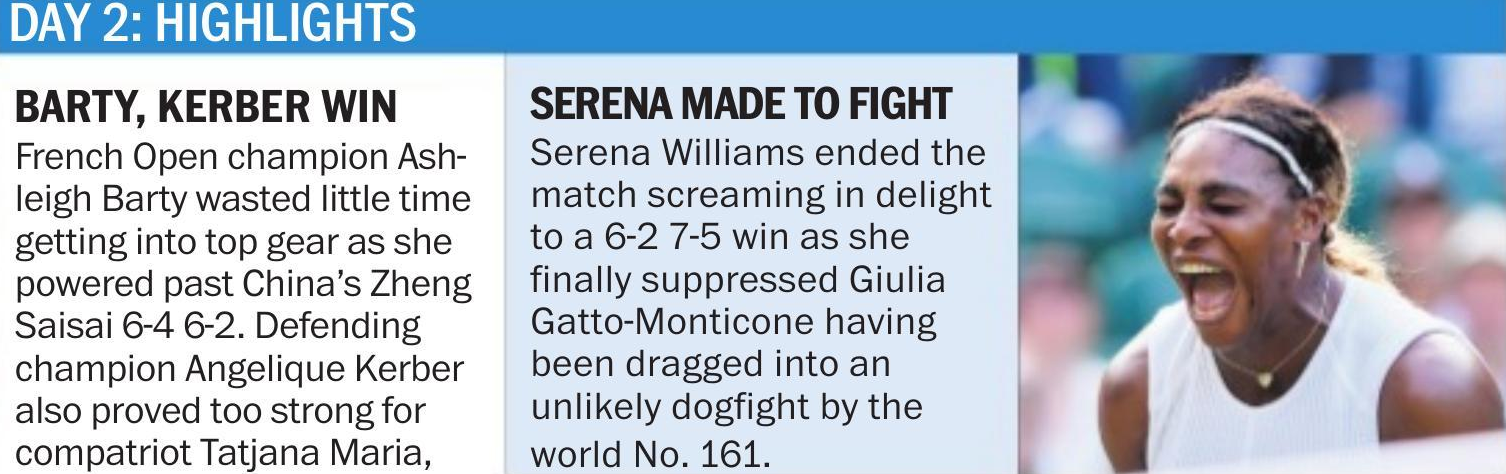 DAY 2: HIGHLIGHTS
BARTY, KERBER WIN
French Open champion Ash-
leigh Barty wasted little time
getting into top gear as she
powered past China's Zheng
Saisai 6-4 6-2. Defending
champion Angelique Kerber
also proved too strong for
compatriot Tatjana Maria,
SERENA MADE TO FIGHT
Serena Williams ended the
match screaming in delight
to a 6-2 7-5 win as she
finally suppressed Giulia
Gatto-Monticone having
been dragged into an
unlikely dogfight by the
world No. 161.